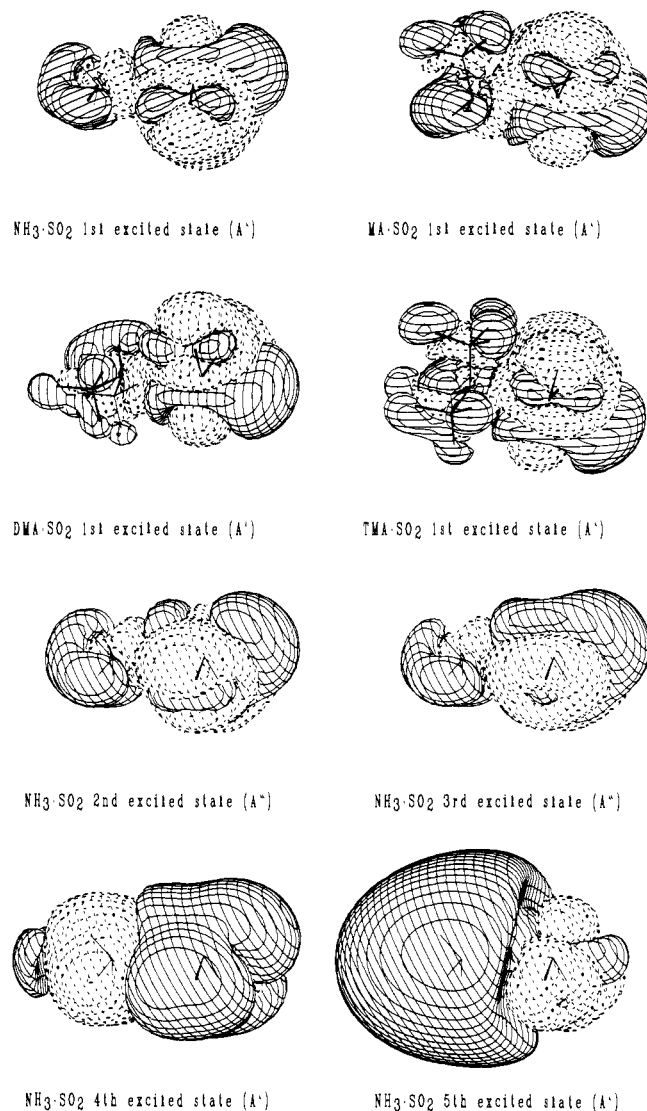 NH3·SO2 1st excited state (A')
MA·SO2 1st excited state (A')
DMA·SO2 1st excited state (A')
TMA·SO2 1st excited state (A')
NH3·SO2 2nd excited state (A")
NH3·SO2 3rd excited state (A")
NH3·SO2 4th excited state (A')
NH3·SO2 5th excited state (A')